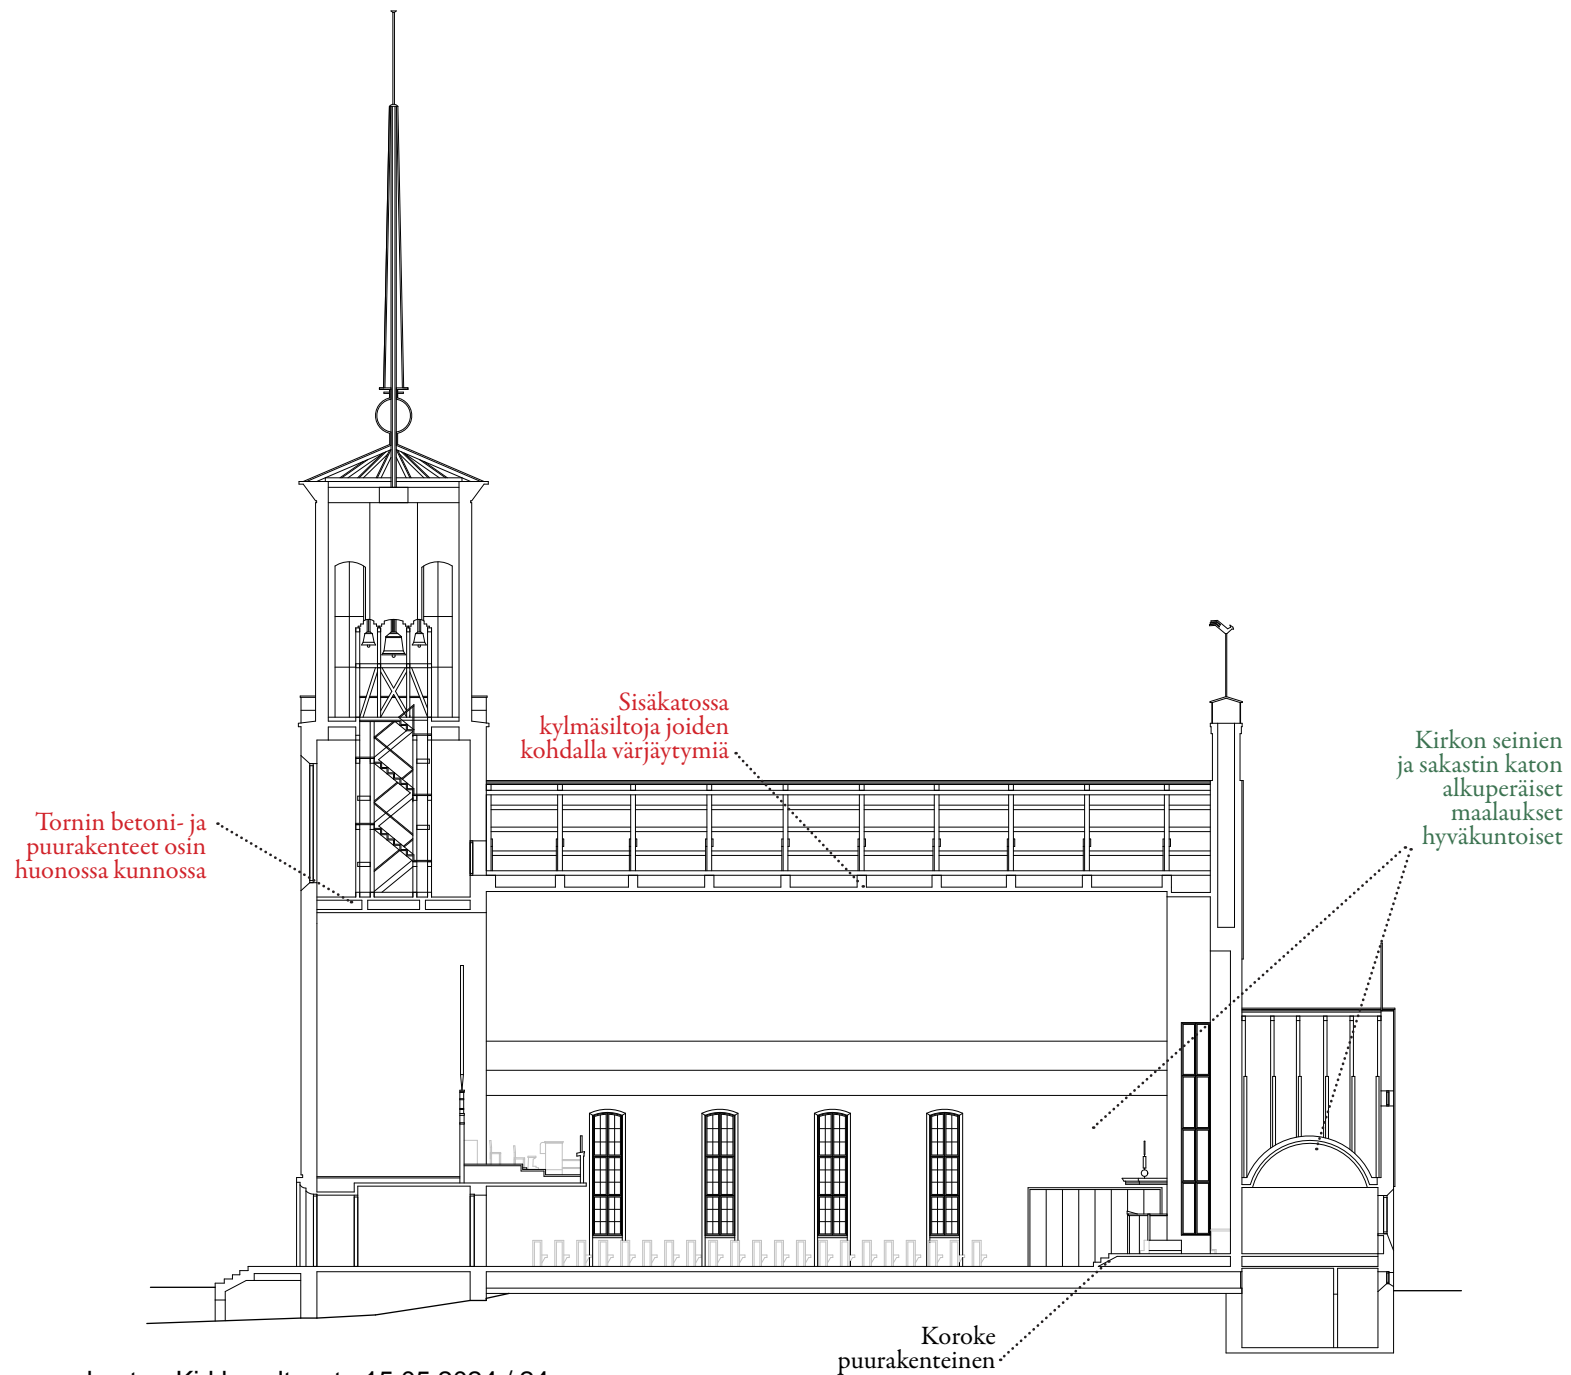 Sisäkatossa
kylmäsiltoja joiden
kohdalla värjäytymiä
Kirkon seinien
ja sakastin katon
alkuperäiset
maalaukset
hyväkuntoiset
Tornin betoni- ja
puurakenteet osin
huonossa kunnossa
Koroke
puurakenteinen